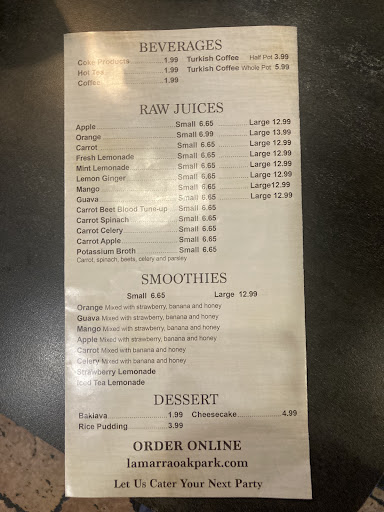 BEVERAGES
Coke Products 1.99 Turkish Coffee Half Pot 3.99
Hot Tea 1.99 Turkish Coffee Whole Pot 5.99
Coffee 1.99
RAW JUICES
Apple Small 6.65 Large 12.99
Orange Small 6.99 Large 13.99
Carrot Small 6.65 Large 12.99
Fresh Lemonade Small 6.65 Large 12.99
Mint Lemonade Small 6.65 Large 12.99
Lemon Ginger Small 6.65 Large 12.99
Mango Small 6.65 Large12.99
Guava Small 6.65 Large 12.99
Carrot Beet Blood Tune-up Small 6.65
Carrot Spinach Small 6.65
Carrot Celery Small 6.65
Carrot Apple Small 6.65
Potassium Broth Small 6.65
Carrot, spinach, beets, celery and parsley
SMOOTHIES
Small 6.65 Large 12.99
Orange Mixed with strawberry, banana and honey
Guava Mixed with strawberry, banana and honey
Mango Mixed with strawberry, banana and honey
Apple Mixed with strawberry, banana and honey
Carrot Mixed with banana and honey
Celery Mixed with banana and honey
Strawberry Lemonade
Iced Tea Lemonade
DESSERT
Baklava 1.99 Cheesecake 4.99
Rice Pudding 3.99
ORDER ONLINE
lamarraoakpark.com
Let Us Cater Your Next Party